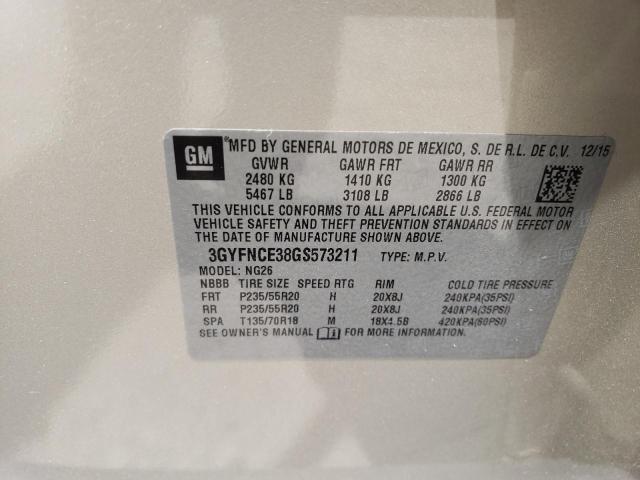 GM ®MFD BY GENERAL MOTORS DE MEXICO, S. DE R.L. DE C.V. 12/15
GVWR GAWR FRT GAWR RR
2480 KG 1410 KG 1300 KG
5467 LB 3108 LB 2866 LB
THIS VEHICLE CONFORMS TO ALL APPLICABLE U.S. FEDERAL MOTOR
VEHICLE SAFETY AND THEFT PREVENTION STANDARDS IN EFFECT ON
THE DATE OF MANUFACTURE SHOWN ABOVE.
3GYFNCE38GS573211 TYPE: M.P.V.
MODEL: NG26
NBBB TIRE SIZE SPEED RTG RIM COLD TIRE PRESSURE
FRT P235/55R20 H 20X8J 240KPA(35PSI)
RR P235/55R20 H 20X8J 240KPA(35PSI)
SPA T135/70R18 M 18X4.5B 420KPA(60PSI)
SEE OWNER'S MANUAL FOR MORE INFORMATION.